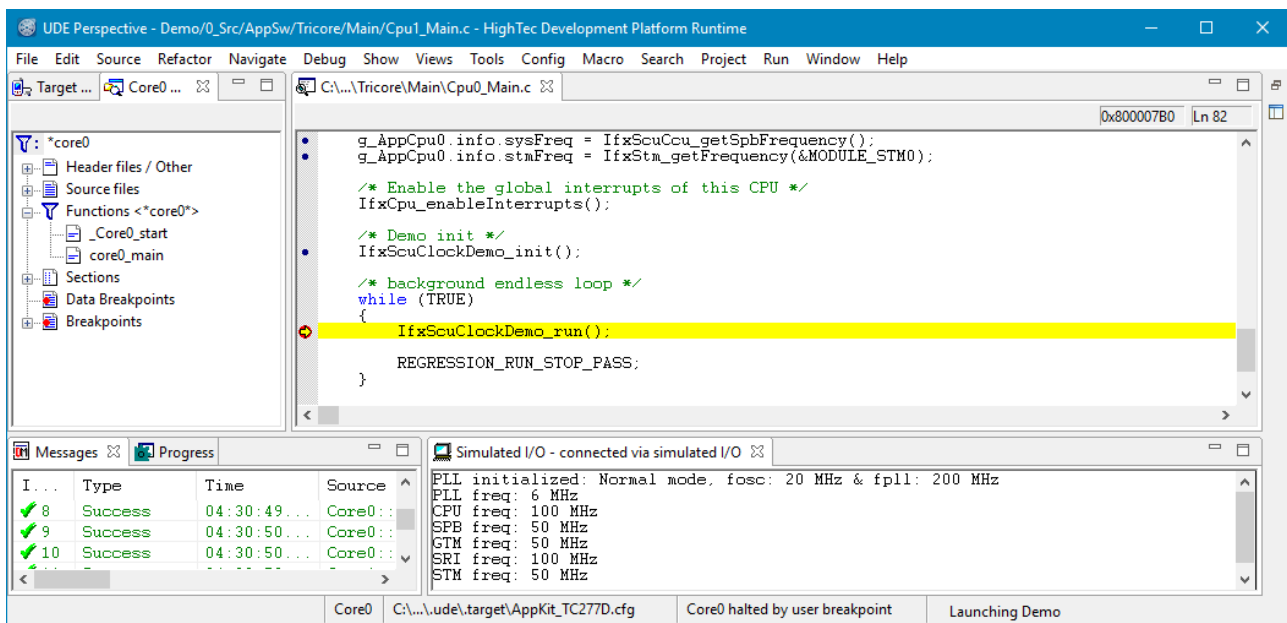 UDE Perspective - Demo/0_Src/AppSw/Tricore/Main/Cpu1_Main.c - HighTec Development Platform Runtime
File Edit Source Refactor Navigate Debug Show Views Tools Config Macro Search Project Run Window Help
Target ... Core0 ...
C:\...\Tricore\Main\Cpu0_Main.c
0x800007B0 Ln 82
*core0
Header files / Other
Source files
Functions <*core0*>
_Core0_start
core0_main
Sections
Data Breakpoints
Breakpoints
g_AppCpu0.info.sysFreq = IfxScuCcu_getSpbFrequency();
g_AppCpu0.info.stmFreq = IfxStm_getFrequency(&MODULE_STM0);
/* Enable the global interrupts of this CPU */
IfxCpu_enableInterrupts();
/* Demo init */
IfxScuClockDemo_init();
/* background endless loop */
while (TRUE)
{
IfxScuClockDemo_run();
REGRESSION_RUN_STOP_PASS;
}
Messages Progress
I... Type Time Source
8 Success 04:30:49... Core0::
9 Success 04:30:50... Core0::
10 Success 04:30:50... Core0::
Simulated I/O - connected via simulated I/O
PLL initialized: Normal mode, fosc: 20 MHz & fpll: 200 MHz
PLL freq: 6 MHz
CPU freq: 100 MHz
SPB freq: 50 MHz
GTM freq: 50 MHz
SRI freq: 100 MHz
STM freq: 50 MHz
Core0 C:\...\.ude\.target\AppKit_TC277D.cfg Core0 halted by user breakpoint Launching Demo